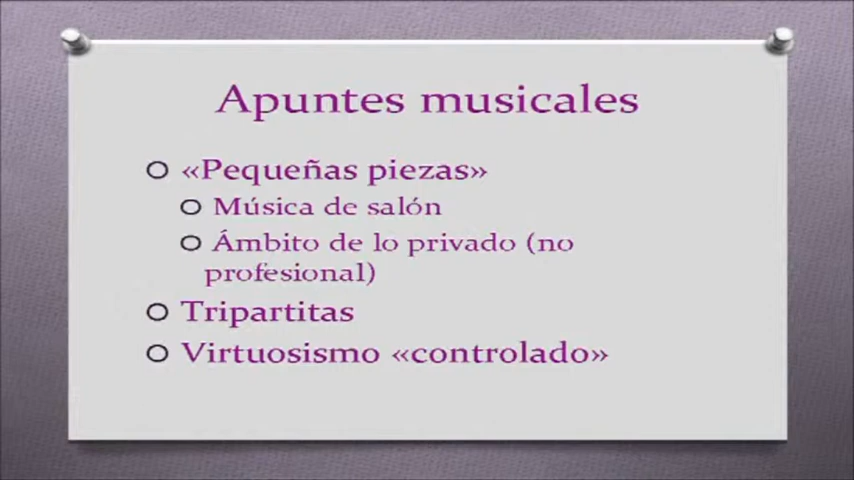 Apuntes musicales
«Pequeñas piezas»
Música de salón
Ámbito de lo privado (no
profesional)
Tripartitas
Virtuosismo «controlado»